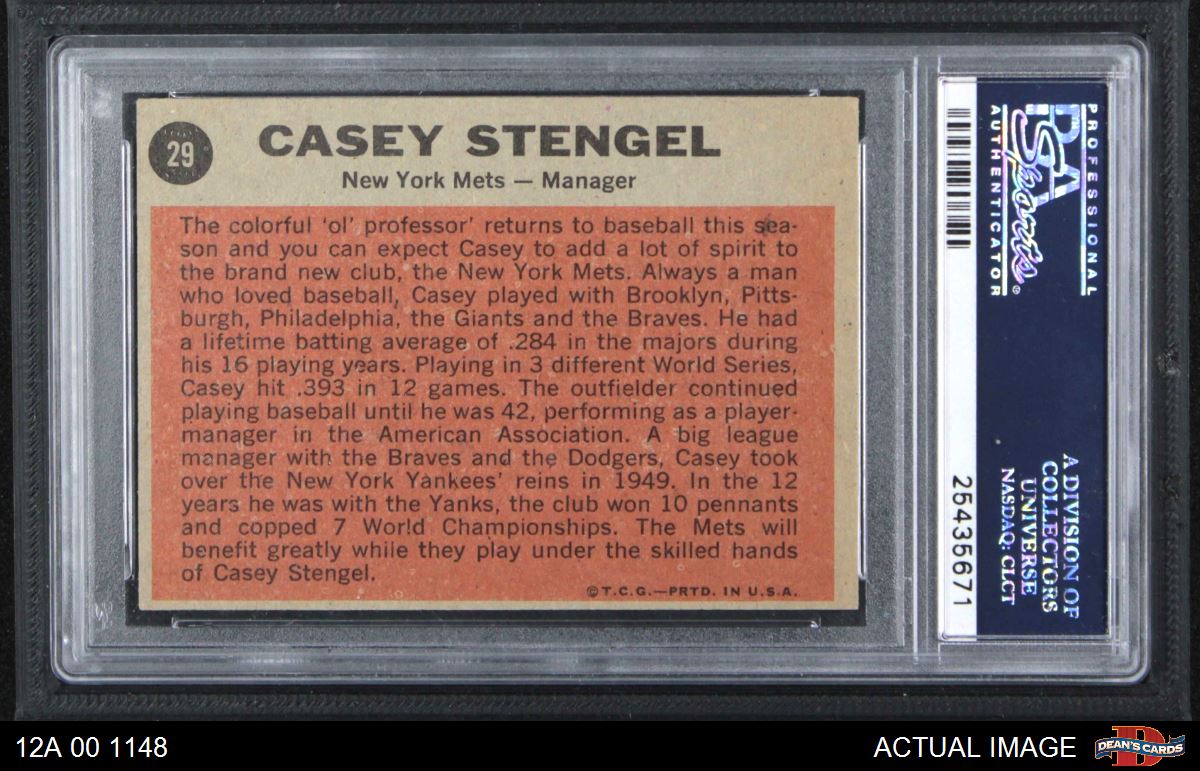 29
CASEY STENGEL
New York Mets — Manager
The colorful 'ol' professor' returns to baseball this sea-
son and you can expect Casey to add a lot of spirit to
the brand new club, the New York Mets. Always a man
who loved baseball, Casey played with Brooklyn, Pitts-
burgh, Philadelphia, the Giants and the Braves. He had
a lifetime batting average of .284 in the majors during
his 16 playing years. Playing in 3 different World Series,
Casey hit .393 in 12 games. The outfielder continued
playing baseball until he was 42, performing as a player-
manager in the American Association. A big league
manager with the Braves and the Dodgers, Casey took
over the New York Yankees' reins in 1949. In the 12
years he was with the Yanks, the club won 10 pennants
and copped 7 World Championships. The Mets will
benefit greatly while they play under the skilled hands
of Casey Stengel.
©T.C.G.—PRTD. IN U.S.A.
PROFESSIONAL
PSA
Sports
®
AUTHENTICATOR
A DIVISION OF
COLLECTORS
UNIVERSE
NASDAQ: CLCT
25435671
12A 00 1148
ACTUAL IMAGE
D
DEAN'S CARDS